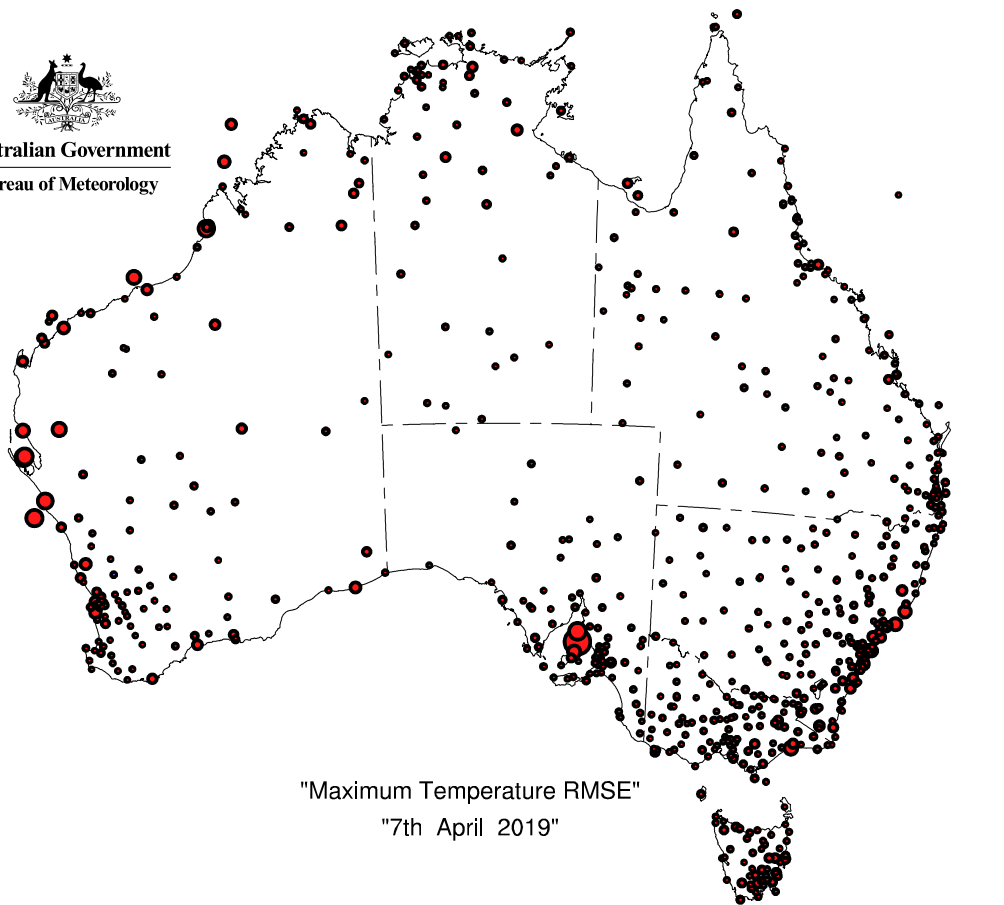 AUSTRALIA
tralian Government
reau of Meteorology
"Maximum Temperature RMSE"
"7th April 2019"